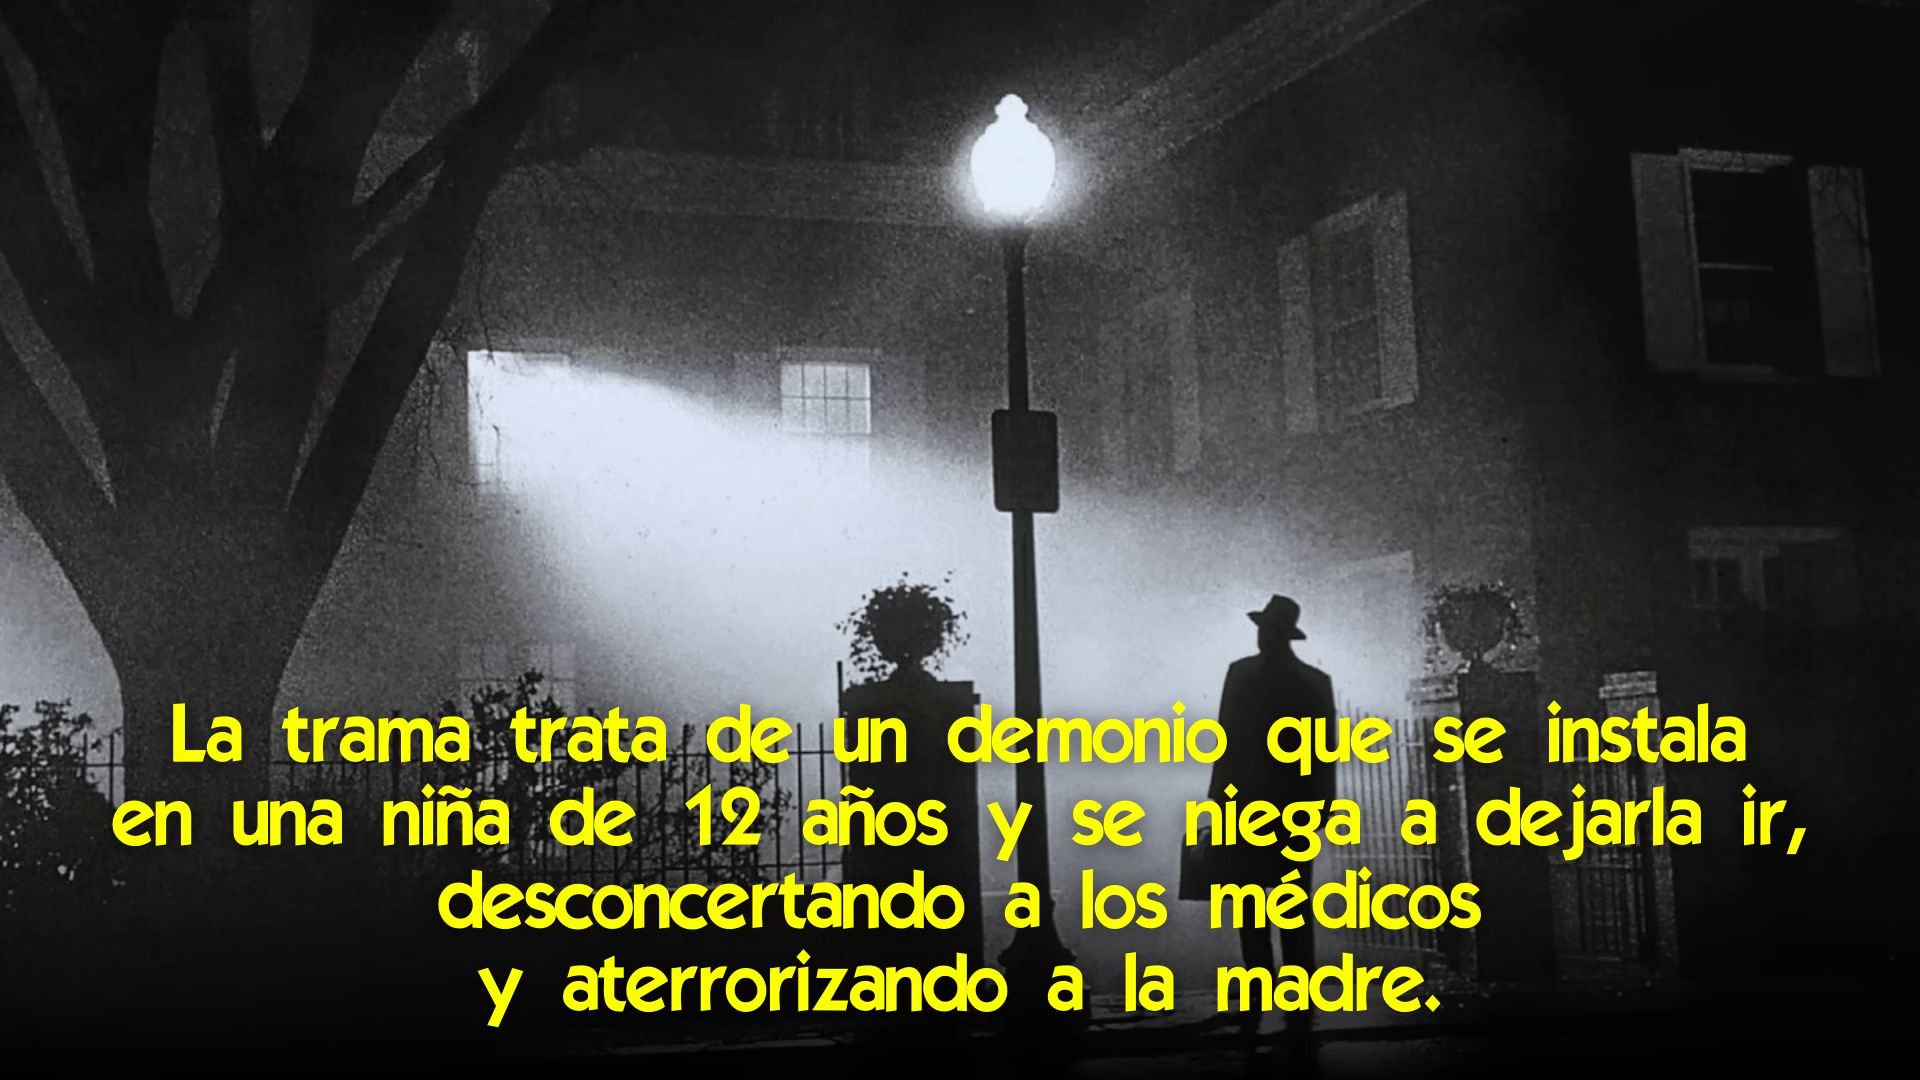 La trama trata de un demonio que se instala
en una niña de 12 años y se niega a dejarla ir,
desconcertando a los médicos
y aterrorizando a la madre.